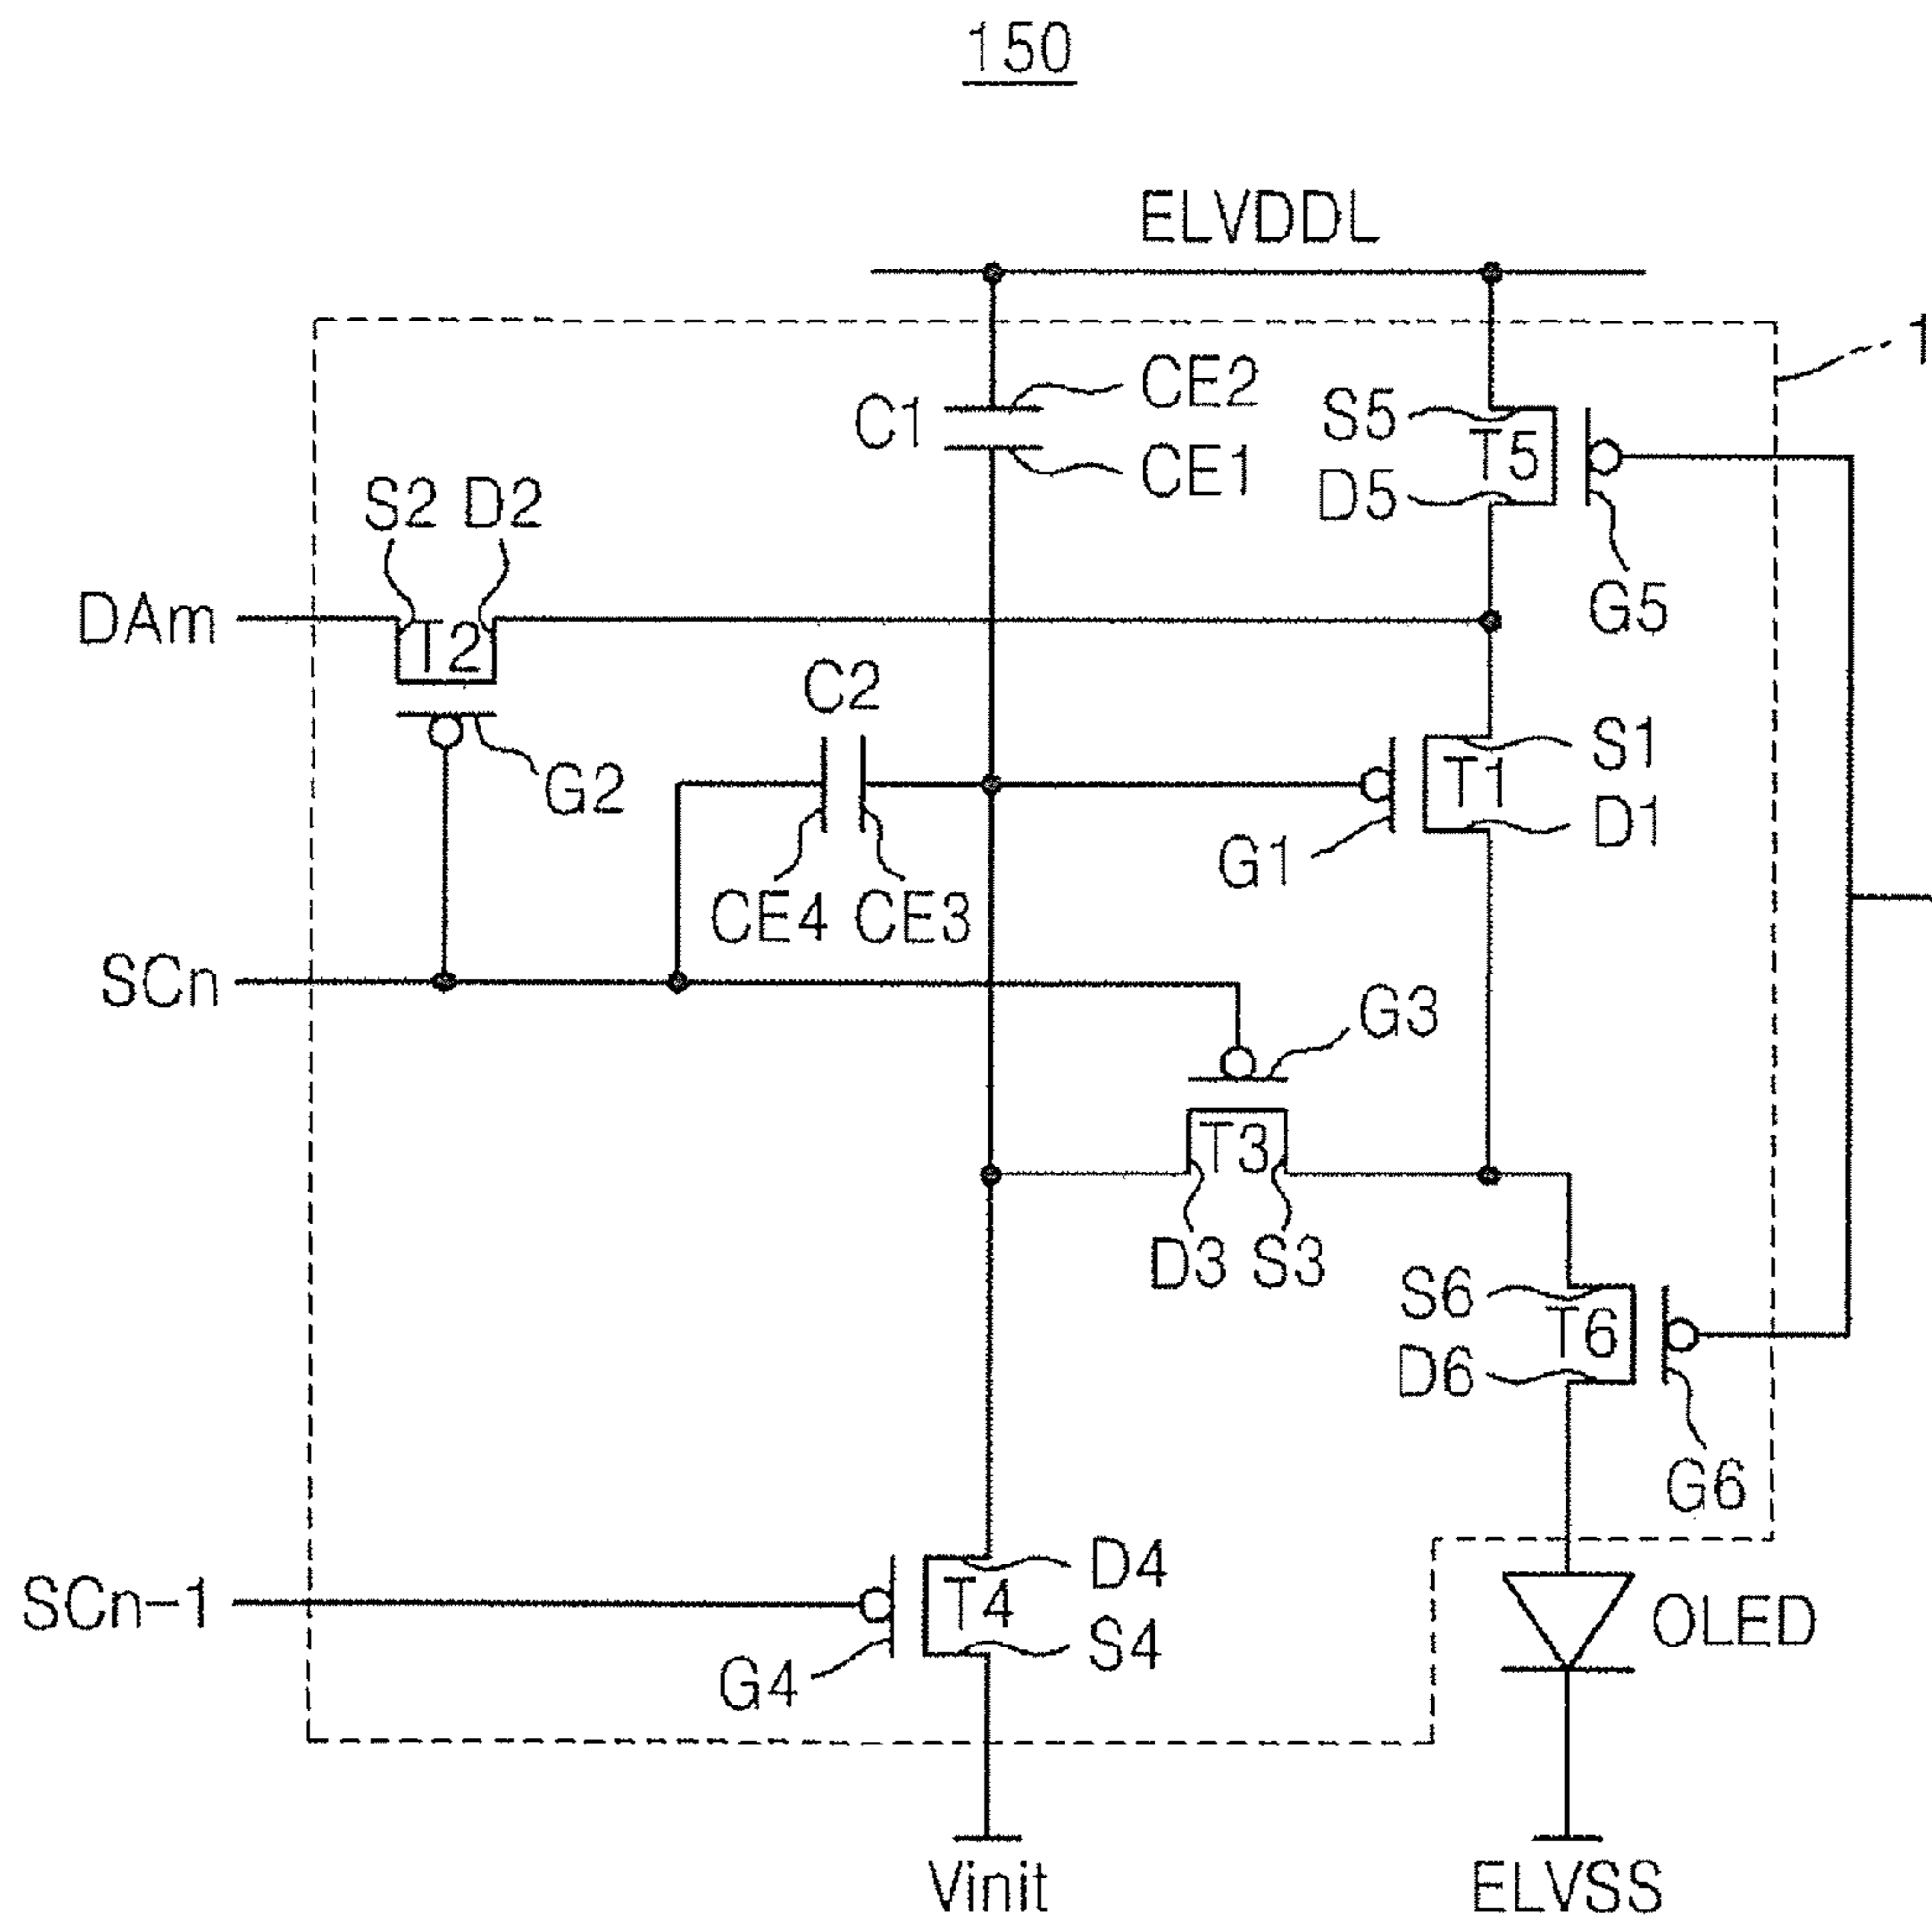 150
ELVDDL
1
CE2
C1
S5
T5
CE1
D5
S2 D2
G5
DAm
T2
C2
S1
T1
G2
D1
G1
CE4 CE3
SCn
G3
T3
D3 S3
S6
T6
D6
G6
D4
SCn-1
T4
OLED
S4
G4
Vinit
ELVSS